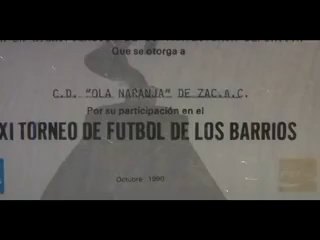 Que se otorga a
C.D. "OLA NARANJA" DE ZAC.A.C.
Por su participación en el
XI TORNEO DE FUTBOL DE LOS BARRIOS
Octubre 1996